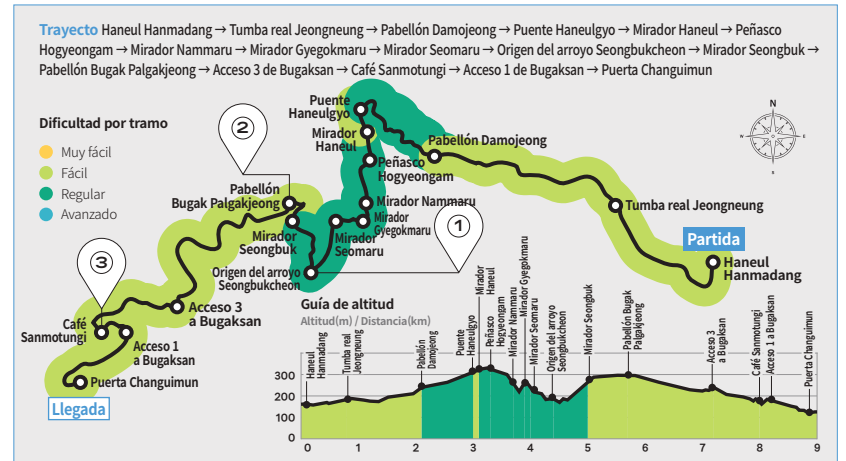 Trayecto Haneul Hanmadang → Tumba real Jeongneung → Pabellón Damojeong → Puente Haneulgyo → Mirador Haneul → Peñasco
Hogyeongam → Mirador Nammaru → Mirador Gyegokmaru → Mirador Seomaru → Origen del arroyo Seongbukcheon → Mirador Seongbuk →
Pabellón Bugak Palgakjeong → Acceso 3 de Bugaksan → Café Sanmotungi → Acceso 1 de Bugaksan → Puerta Changuimun
Dificultad por tramo
Muy fácil
Fácil
Regular
Avanzado
Puente
Haneulgyo
Mirador
Haneul
Pabellón Damojeong
Peñasco
Hogyeongam
N
W
E
S
②
Pabellón
Bugak Palgakjeong
Mirador Nammaru
Mirador
Gyegokmaru
Tumba real Jeongneung
①
Mirador
Seongbuk
Mirador
Seomaru
Partida
Haneul
Hanmadang
Origen del arroyo
Seongbukcheon
③
Acceso 3
a Bugaksan
Café
Sanmotungi
Acceso 1
a Bugaksan
Puerta Changuimun
Llegada
Guía de altitud
Altitud(m) / Distancia(km)
Haneul
Hanmadang
Tumba real
Jeongneung
Pabellón
Damojeong
Puente
Haneulgyo
Mirador
Haneul
Peñasco
Hogyeongam
Mirador Nammaru
Mirador Gyegokmaru
Mirador Seomaru
Origen del arroyo
Seongbukcheon
Mirador Seongbuk
Pabellón Bugak
Palgakjeong
Acceso 3
a Bugaksan
Café Sanmotungi
Acceso 1 a Bugaksan
Puerta Changuimun
300
200
100
0
0 1 2 3 4 5 6 7 8 9